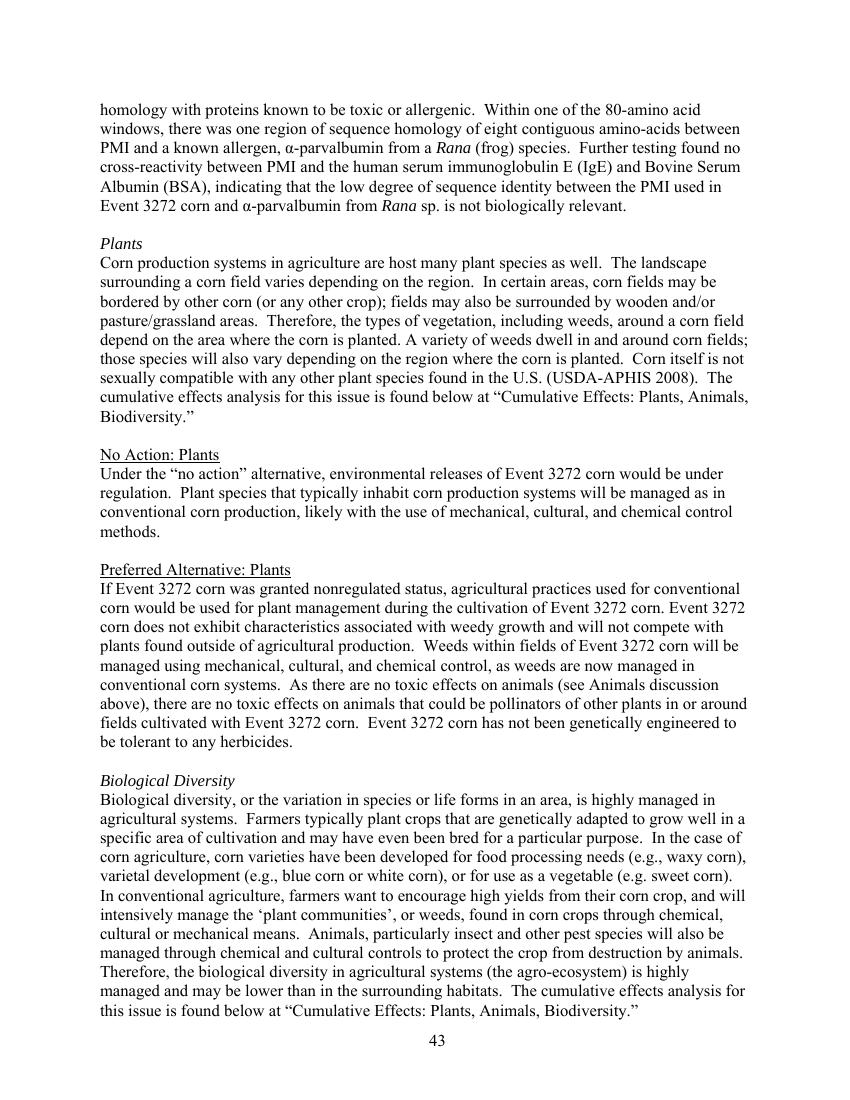 homology with proteins known to be toxic or allergenic.  Within one of the 80-amino acid
windows, there was one region of sequence homology of eight contiguous amino-acids between
PMI and a known allergen, α-parvalbumin from a Rana (frog) species.  Further testing found no
cross-reactivity between PMI and the human serum immunoglobulin E (IgE) and Bovine Serum
Albumin (BSA), indicating that the low degree of sequence identity between the PMI used in
Event 3272 corn and α-parvalbumin from Rana sp. is not biologically relevant.
Plants
Corn production systems in agriculture are host many plant species as well.  The landscape
surrounding a corn field varies depending on the region.  In certain areas, corn fields may be
bordered by other corn (or any other crop); fields may also be surrounded by wooden and/or
pasture/grassland areas.  Therefore, the types of vegetation, including weeds, around a corn field
depend on the area where the corn is planted. A variety of weeds dwell in and around corn fields;
those species will also vary depending on the region where the corn is planted.  Corn itself is not
sexually compatible with any other plant species found in the U.S. (USDA-APHIS 2008).  The
cumulative effects analysis for this issue is found below at “Cumulative Effects: Plants, Animals,
Biodiversity.”
No Action: Plants
Under the “no action” alternative, environmental releases of Event 3272 corn would be under
regulation.  Plant species that typically inhabit corn production systems will be managed as in
conventional corn production, likely with the use of mechanical, cultural, and chemical control
methods.
Preferred Alternative: Plants
If Event 3272 corn was granted nonregulated status, agricultural practices used for conventional
corn would be used for plant management during the cultivation of Event 3272 corn. Event 3272
corn does not exhibit characteristics associated with weedy growth and will not compete with
plants found outside of agricultural production.  Weeds within fields of Event 3272 corn will be
managed using mechanical, cultural, and chemical control, as weeds are now managed in
conventional corn systems.  As there are no toxic effects on animals (see Animals discussion
above), there are no toxic effects on animals that could be pollinators of other plants in or around
fields cultivated with Event 3272 corn.  Event 3272 corn has not been genetically engineered to
be tolerant to any herbicides.
Biological Diversity
Biological diversity, or the variation in species or life forms in an area, is highly managed in
agricultural systems.  Farmers typically plant crops that are genetically adapted to grow well in a
specific area of cultivation and may have even been bred for a particular purpose.  In the case of
corn agriculture, corn varieties have been developed for food processing needs (e.g., waxy corn),
varietal development (e.g., blue corn or white corn), or for use as a vegetable (e.g. sweet corn).
In conventional agriculture, farmers want to encourage high yields from their corn crop, and will
intensively manage the ‘plant communities’, or weeds, found in corn crops through chemical,
cultural or mechanical means.  Animals, particularly insect and other pest species will also be
managed through chemical and cultural controls to protect the crop from destruction by animals.
Therefore, the biological diversity in agricultural systems (the agro-ecosystem) is highly
managed and may be lower than in the surrounding habitats.  The cumulative effects analysis for
this issue is found below at “Cumulative Effects: Plants, Animals, Biodiversity.”
43